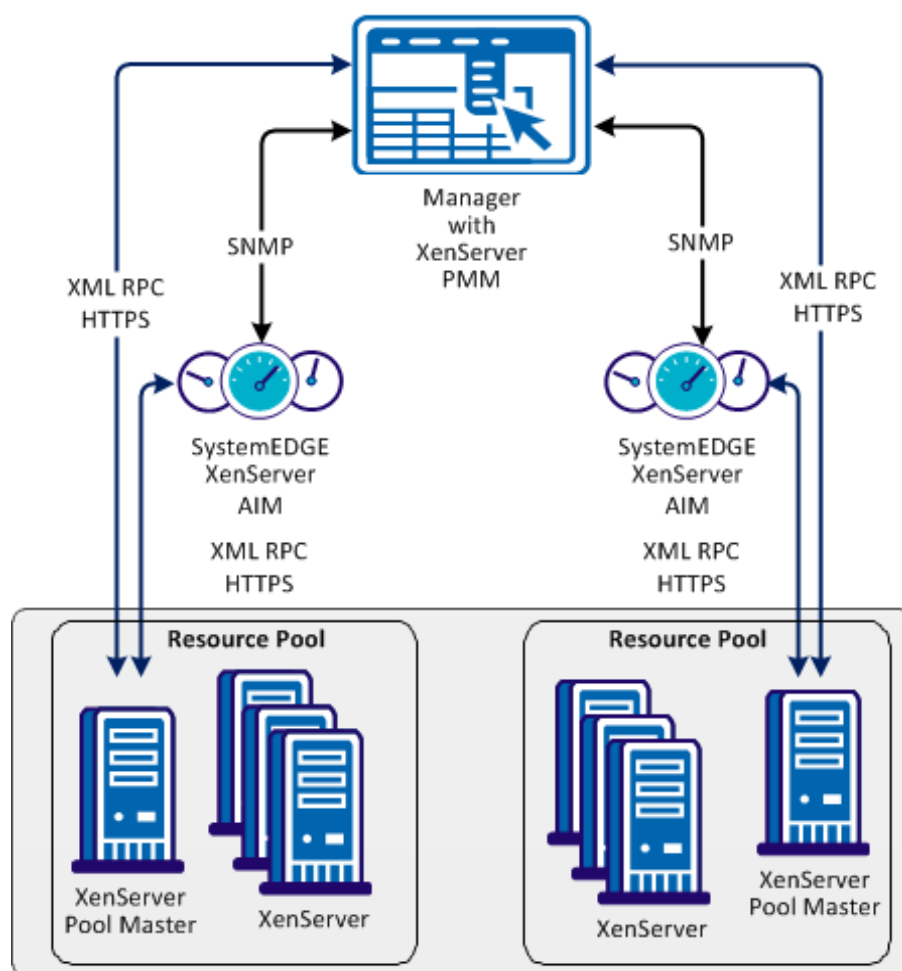 Manager
with
XenServer
PMM
SNMP
SNMP
XML RPC
HTTPS
XML RPC
HTTPS
SystemEDGE
XenServer
AIM
SystemEDGE
XenServer
AIM
XML RPC
HTTPS
XML RPC
HTTPS
Resource Pool
Resource Pool
XenServer
Pool Master
XenServer
XenServer
XenServer
Pool Master